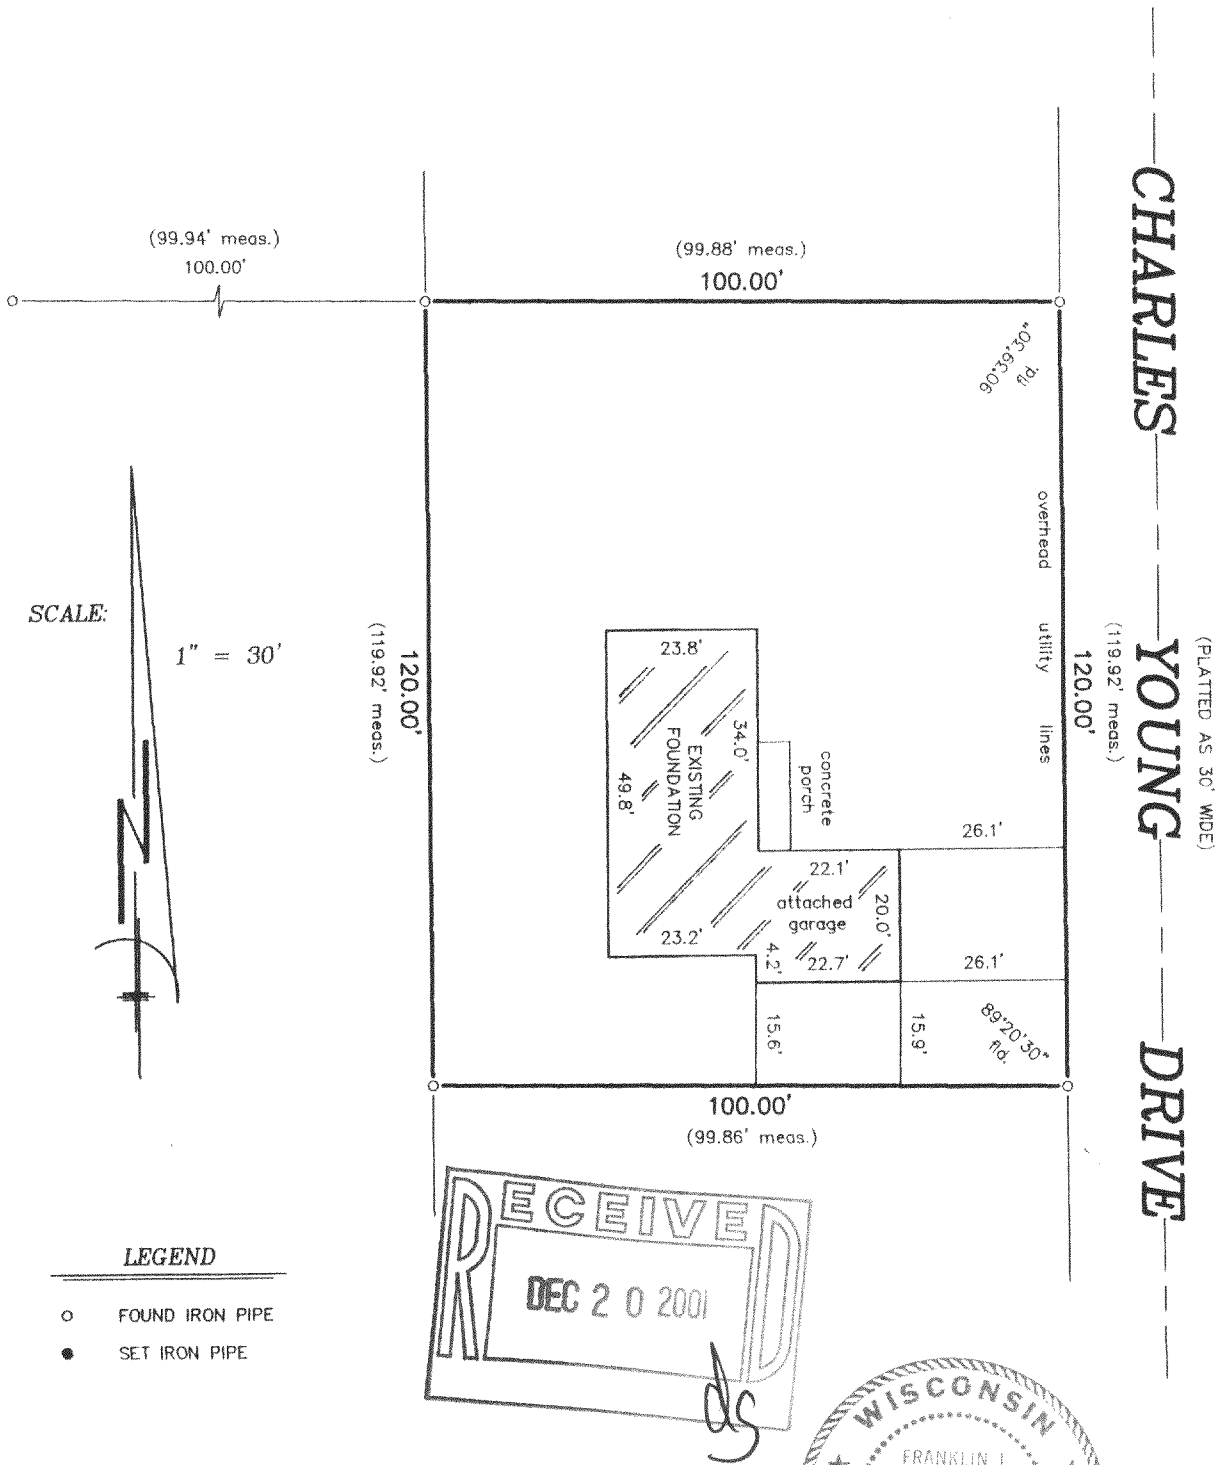 CHARLES YOUNG DRIVE
(PLATTED AS 30' WIDE)
(99.94' meas.)
100.00'
(99.88' meas.)
100.00'
90°39'30"
fld.
overhead utility lines
SCALE:
1" = 30'
N
120.00'
(119.92' meas.)
120.00'
(119.92' meas.)
23.8'
34.0'
EXISTING
FOUNDATION
49.8'
concrete
porch
26.1'
22.1'
attached
garage
20.0'
23.2'
4.2'
22.7'
26.1'
15.6'
15.9'
89°20'30"
fld.
100.00'
(99.86' meas.)
RECEIVED
DEC 20 2001
ds
LEGEND
○ FOUND IRON PIPE
● SET IRON PIPE
WISCONSIN
FRANKLIN